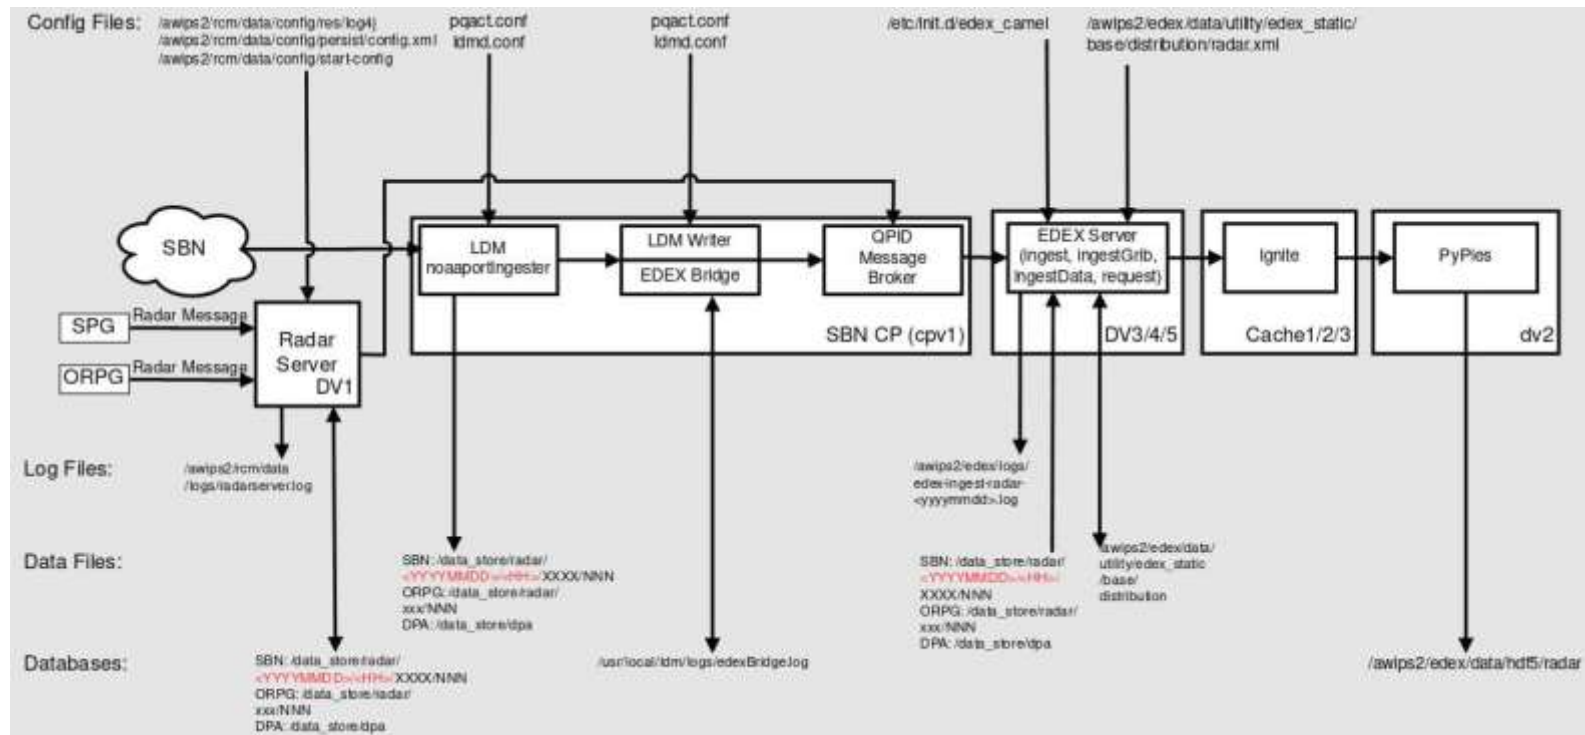 Config Files:
/awips2/rcm/data/config/res/log4j
/awips2/rcm/data/config/persist/config.xml
/awips2/rcm/data/config/start-config
pqact.conf
ldmd.conf
pqact.conf
ldmd.conf
/etc/init.d/edex_camel
/awips2/edex/data/utility/edex_static/
base/distribution/radar.xml
SBN
LDM
noaaportIngester
LDM Writer
EDEX Bridge
QPID
Message
Broker
SBN CP (cpv1)
EDEX Server
(ingest, ingestGrib,
ingestData, request)
DV3/4/5
Ignite
Cache1/2/3
PyPies
dv2
SPG
Radar Message
ORPG
Radar Message
Radar
Server
DV1
Log Files:
/awips2/rcm/data
/logs/radarserver.log
/awips2/edex/logs/
edex-ingest-radar-
<yyyymmdd>.log
Data Files:
SBN: /data_store/radar/
<YYYYMMDD>/<HH>/XXXX/NNN
ORPG: /data_store/radar/
xxx/NNN
DPA: /data_store/dpa
SBN: /data_store/radar/
<YYYYMMDD>/<HH>/
XXXX/NNN
ORPG: /data_store/radar/
xxx/NNN
DPA: /data_store/dpa
/awips2/edex/data/
utility/edex_static
/base/
distribution
Databases:
SBN: /data_store/radar/
<YYYYMMDD>/<HH>/XXXX/NNN
ORPG: /data_store/radar/
xxx/NNN
DPA: /data_store/dpa
/usr/local/ldm/logs/edexBridge.log
/awips2/edex/data/hdf5/radar